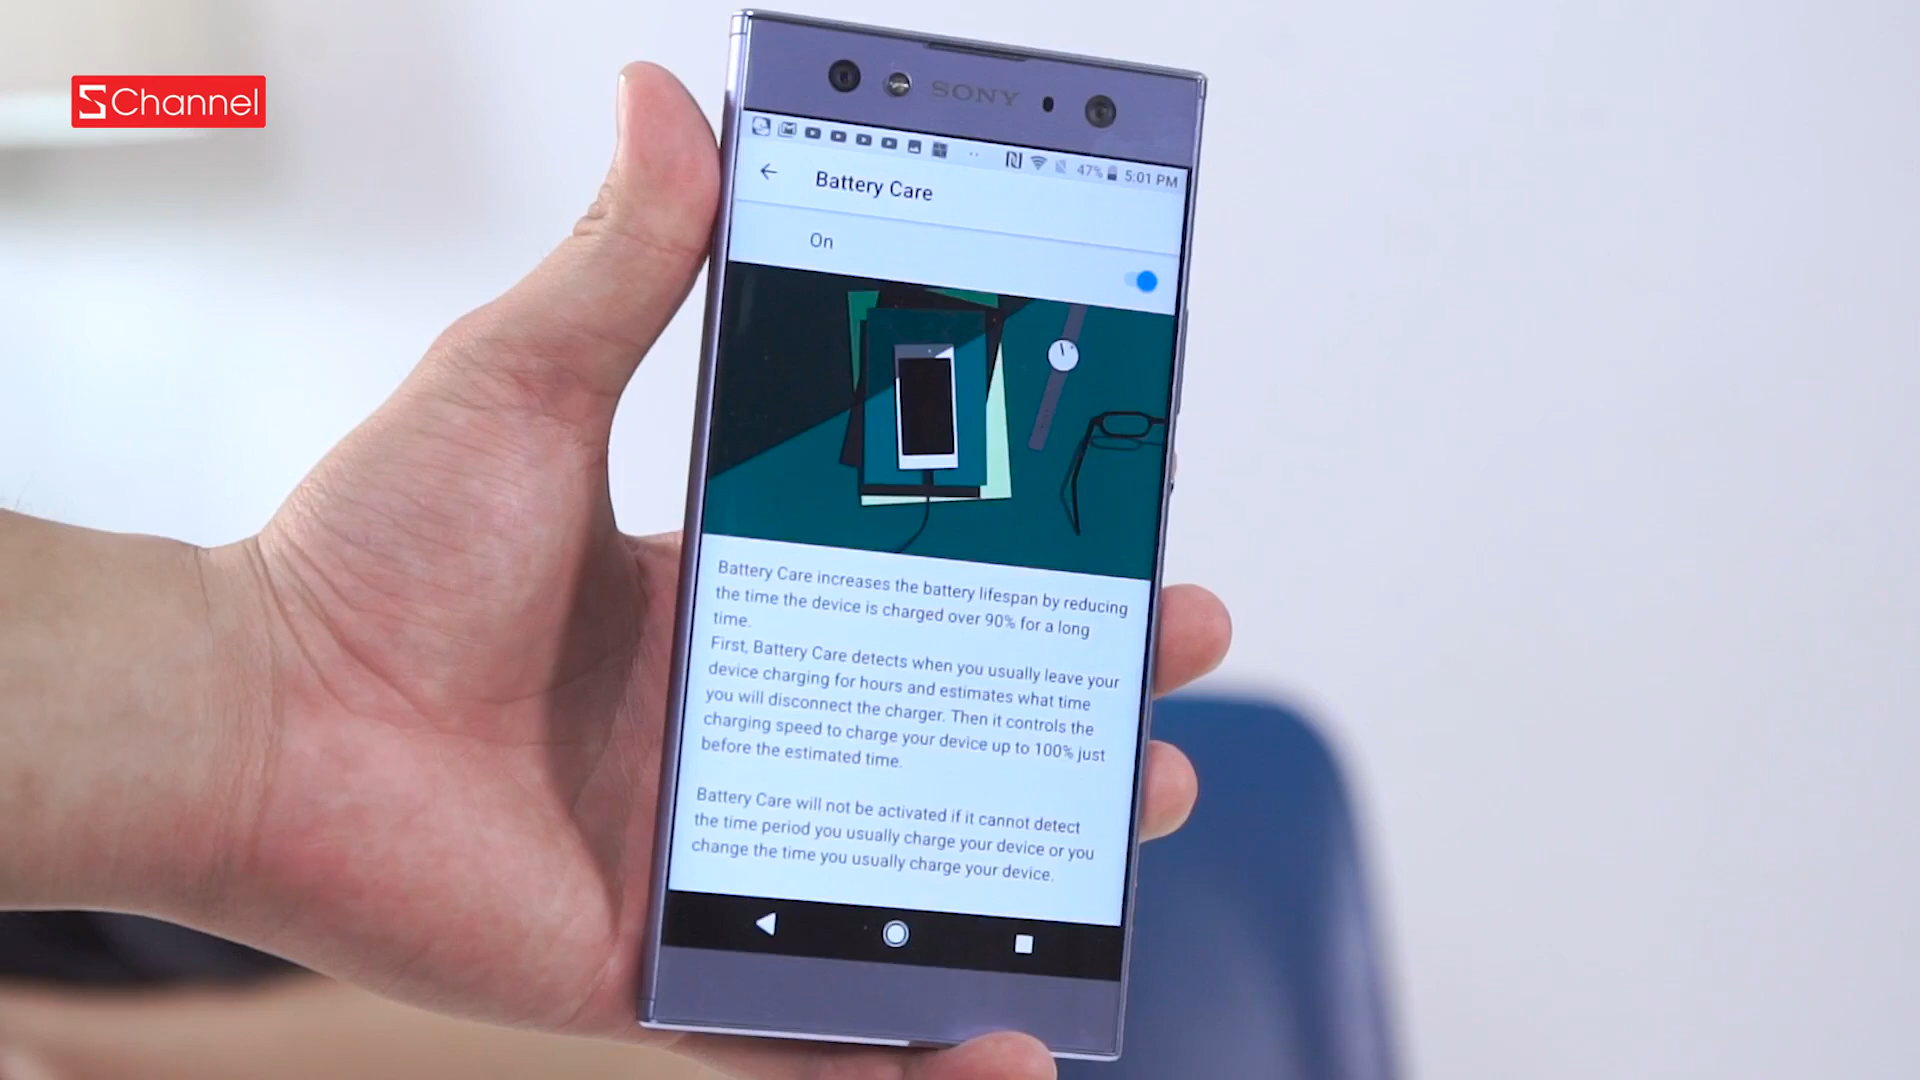 S Channel
SONY
47% 5:01 PM
Battery Care
On
Battery Care increases the battery lifespan by reducing
the time the device is charged over 90% for a long
time.
First, Battery Care detects when you usually leave your
device charging for hours and estimates what time
you will disconnect the charger. Then it controls the
charging speed to charge your device up to 100% just
before the estimated time.
Battery Care will not be activated if it cannot detect
the time period you usually charge your device or you
change the time you usually charge your device.